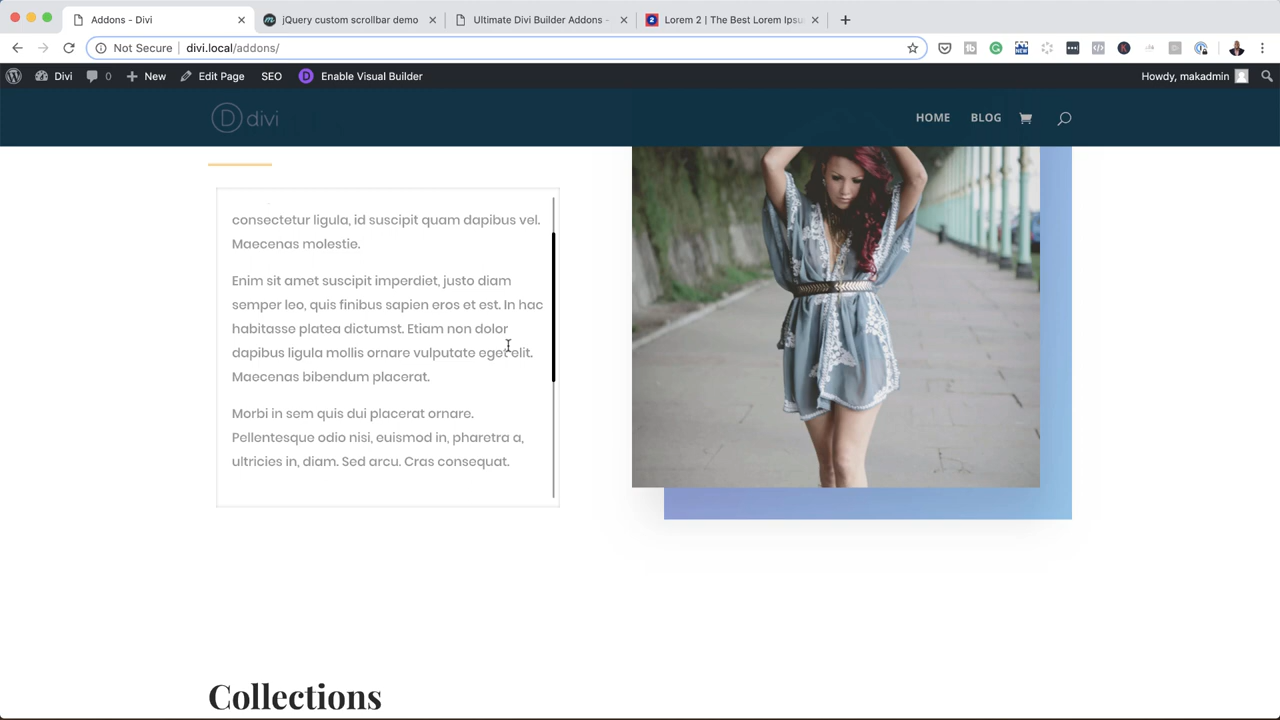 Addons - Divi
jQuery custom scrollbar demo
Ultimate Divi Builder Addons -
Lorem 2 | The Best Lorem Ipsu
Not Secure | divi.local/addons/
Divi 0 New Edit Page SEO D Enable Visual Builder
Howdy, makadmin
D divi
HOME BLOG
consectetur ligula, id suscipit quam dapibus vel.
Maecenas molestie.
Enim sit amet suscipit imperdiet, justo diam
semper leo, quis finibus sapien eros et est. In hac
habitasse platea dictumst. Etiam non dolor
dapibus ligula mollis ornare vulputate eget elit.
Maecenas bibendum placerat.
Morbi in sem quis dui placerat ornare.
Pellentesque odio nisi, euismod in, pharetra a,
ultricies in, diam. Sed arcu. Cras consequat.
Collections